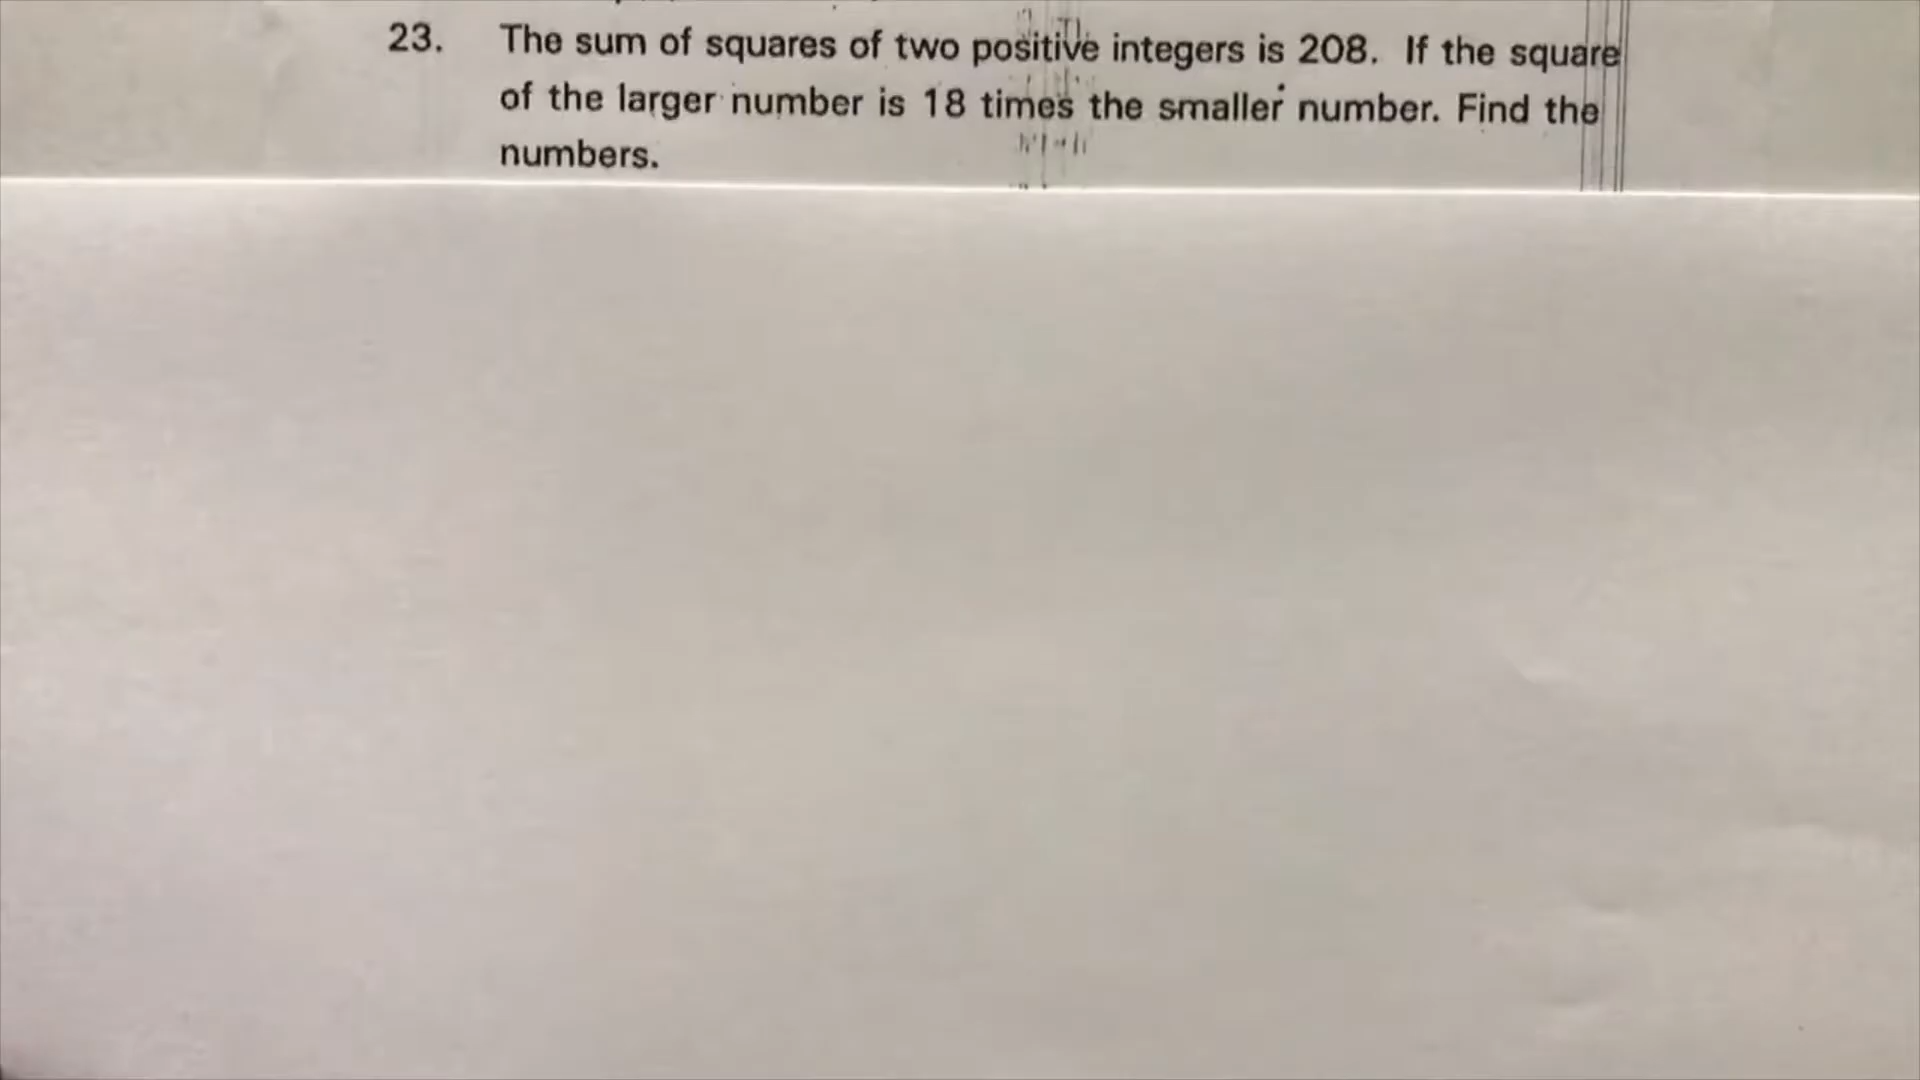 23. The sum of squares of two positive integers is 208. If the square
of the larger number is 18 times the smaller number. Find the
numbers.